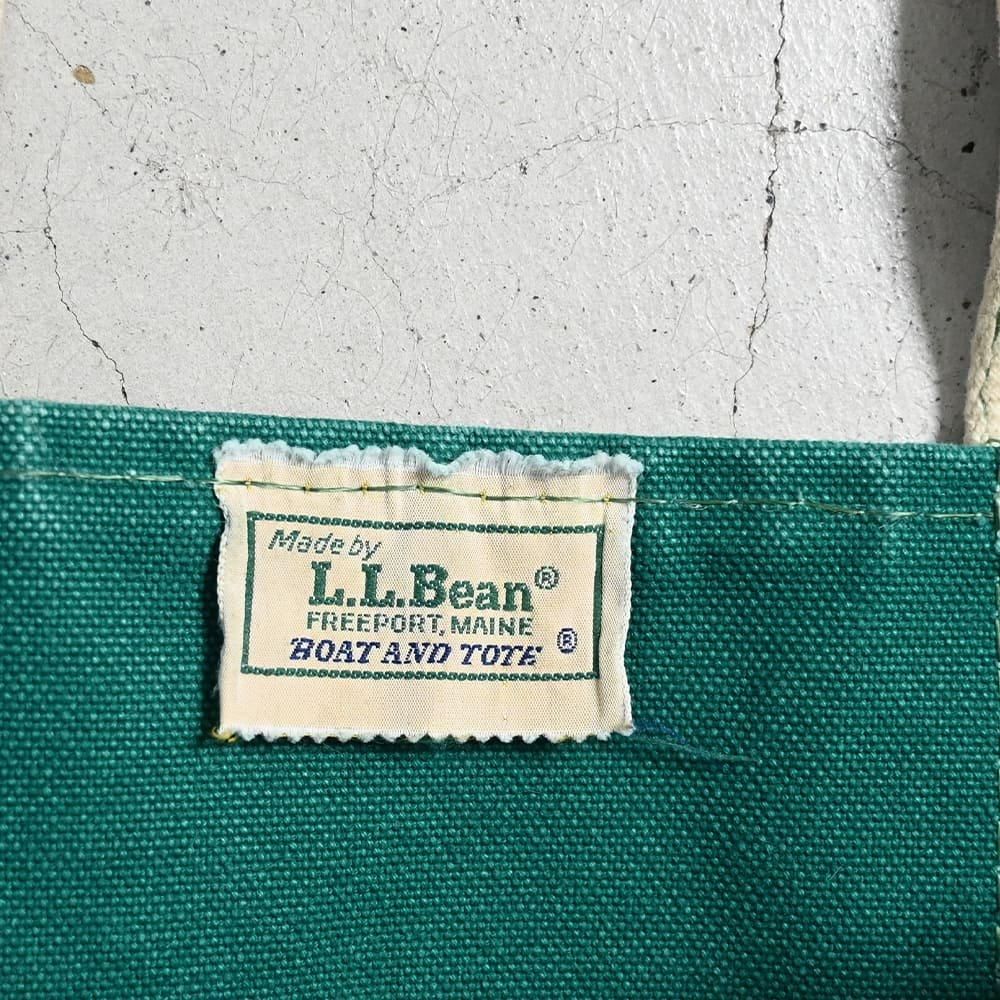 Made by
L.L.Bean®
FREEPORT, MAINE
BOAT AND TOTE ®